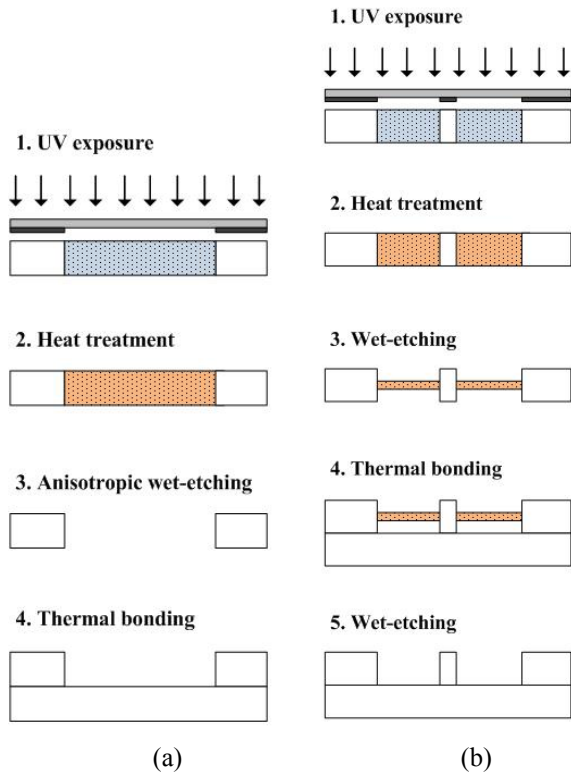 1. UV exposure
2. Heat treatment
3. Anisotropic wet-etching
4. Thermal bonding
(a)
1. UV exposure
2. Heat treatment
3. Wet-etching
4. Thermal bonding
5. Wet-etching
(b)